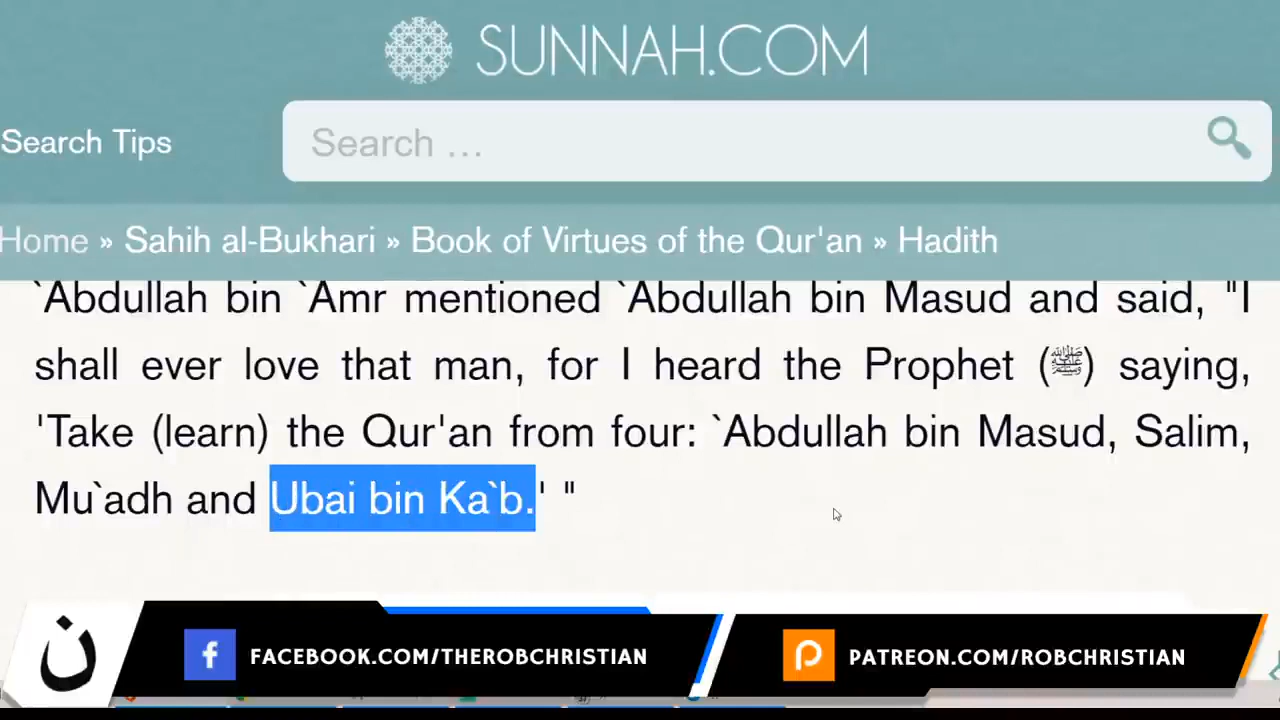 SUNNAH.COM
Search Tips
Search ...
Home » Sahih al-Bukhari » Book of Virtues of the Qur'an » Hadith
`Abdullah bin `Amr mentioned `Abdullah bin Masud and said, "I
shall ever love that man, for I heard the Prophet (ﷺ) saying,
'Take (learn) the Qur'an from four: `Abdullah bin Masud, Salim,
Mu`adh and Ubai bin Ka`b.' "
ن
f FACEBOOK.COM/THEROBCHRISTIAN
PATREON.COM/ROBCHRISTIAN